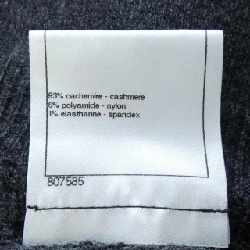 93% cachemire - cashmere
6% polyamide - nylon
1% elasthanne - spandex
807585